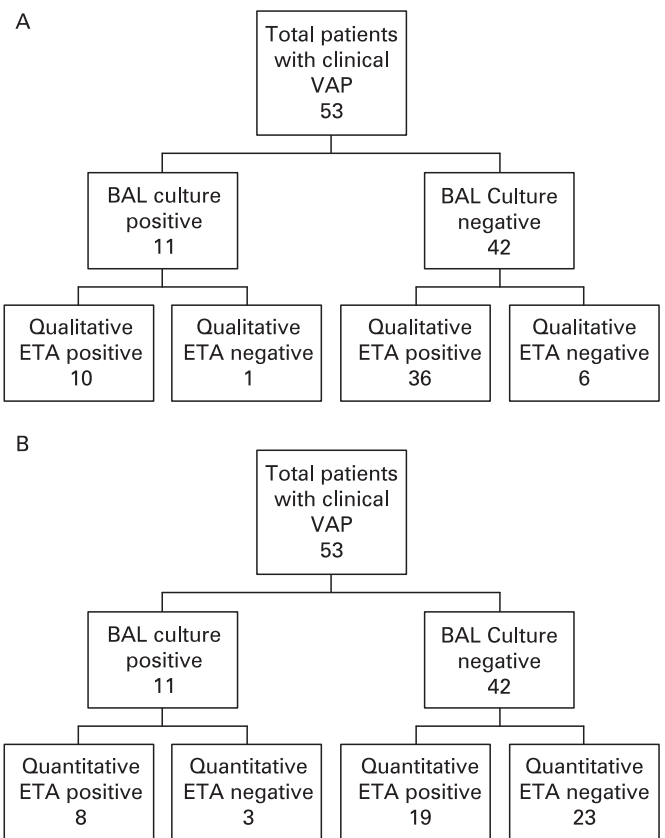 A
Total patients
with clinical
VAP
53
BAL culture
positive
11
BAL Culture
negative
42
Qualitative
ETA positive
10
Qualitative
ETA negative
1
Qualitative
ETA positive
36
Qualitative
ETA negative
6
B
Total patients
with clinical
VAP
53
BAL culture
positive
11
BAL Culture
negative
42
Quantitative
ETA positive
8
Quantitative
ETA negative
3
Quantitative
ETA positive
19
Quantitative
ETA negative
23